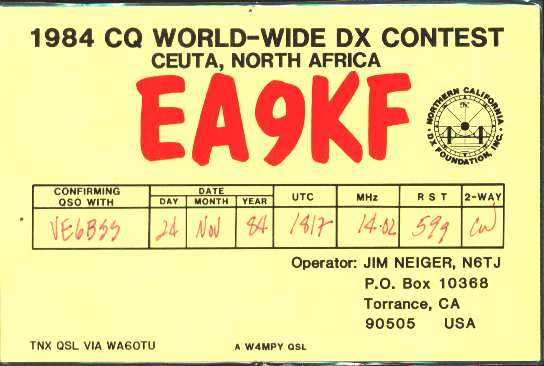 1984 CQ WORLD-WIDE DX CONTEST
CEUTA, NORTH AFRICA
EA9KF
NORTHERN CALIFORNIA
• DX FOUNDATION, INC. •
CONFIRMING QSO WITH DATE UTC MHz R S T 2-WAY
DAY MONTH YEAR
VE6BSS 24 Nov 84 1817 14.02 599 CW
Operator: JIM NEIGER, N6TJ
P.O. Box 10368
Torrance, CA
90505 USA
TNX QSL VIA WA6OTU A W4MPY QSL